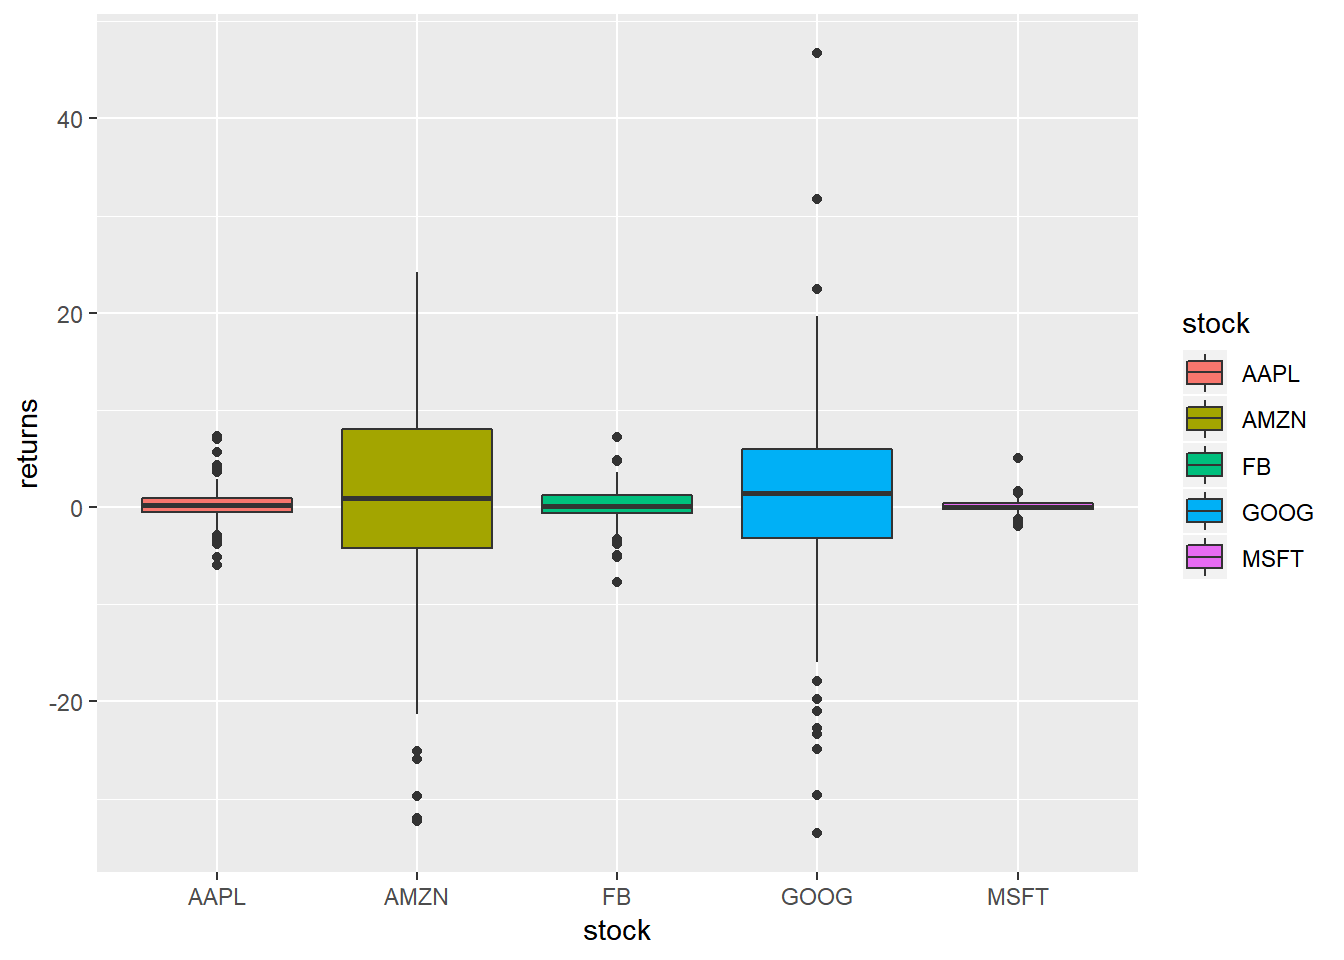 40
20
0
-20
returns
AAPL
AMZN
FB
GOOG
MSFT
stock
stock
AAPL
AMZN
FB
GOOG
MSFT